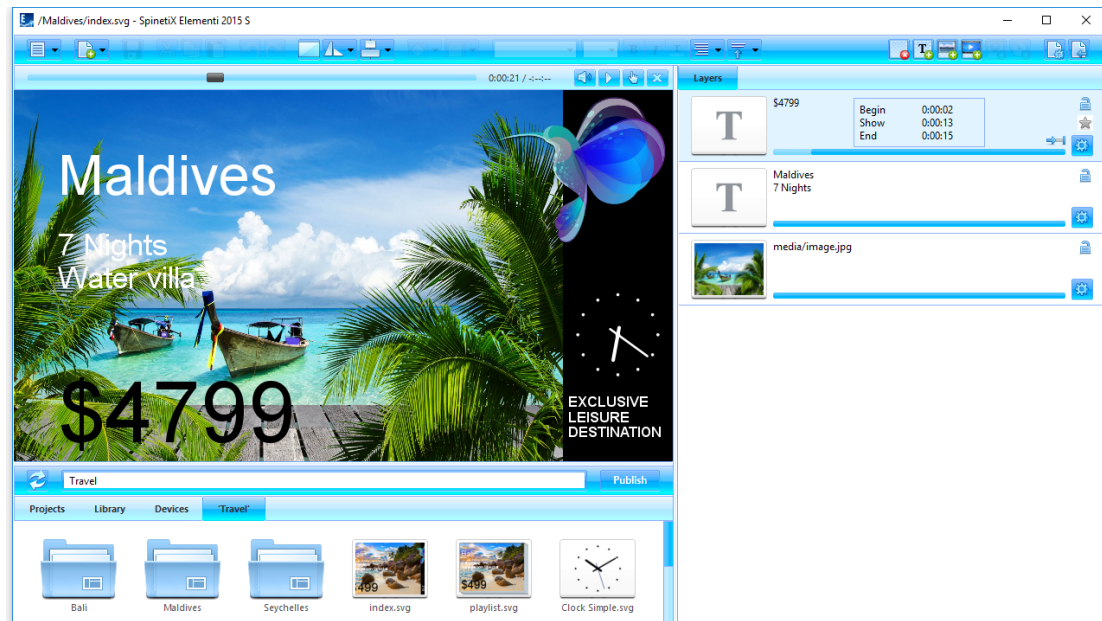 /Maldives/index.svg - SpinetiX Elementi 2015 S
T
B I T
0:00:21 / -:--:--
Layers
Maldives
7 Nights
Water villa
$4799
EXCLUSIVE
LEISURE
DESTINATION
T
$4799
Begin 0:00:02
Show 0:00:13
End 0:00:15
T
Maldives
7 Nights
media/image.jpg
Travel
Publish
Projects Library Devices 'Travel'
499
$499
Bali Maldives Seychelles index.svg playlist.svg Clock Simple.svg